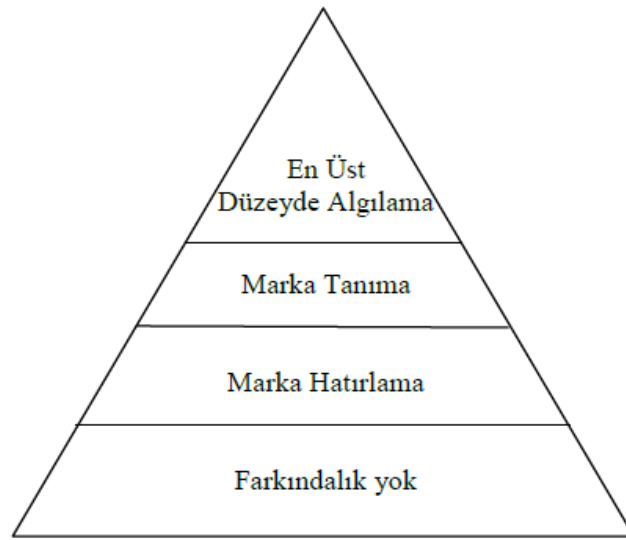 En Üst
Düzeyde Algılama
Marka Tanıma
Marka Hatırlama
Farkındalık yok